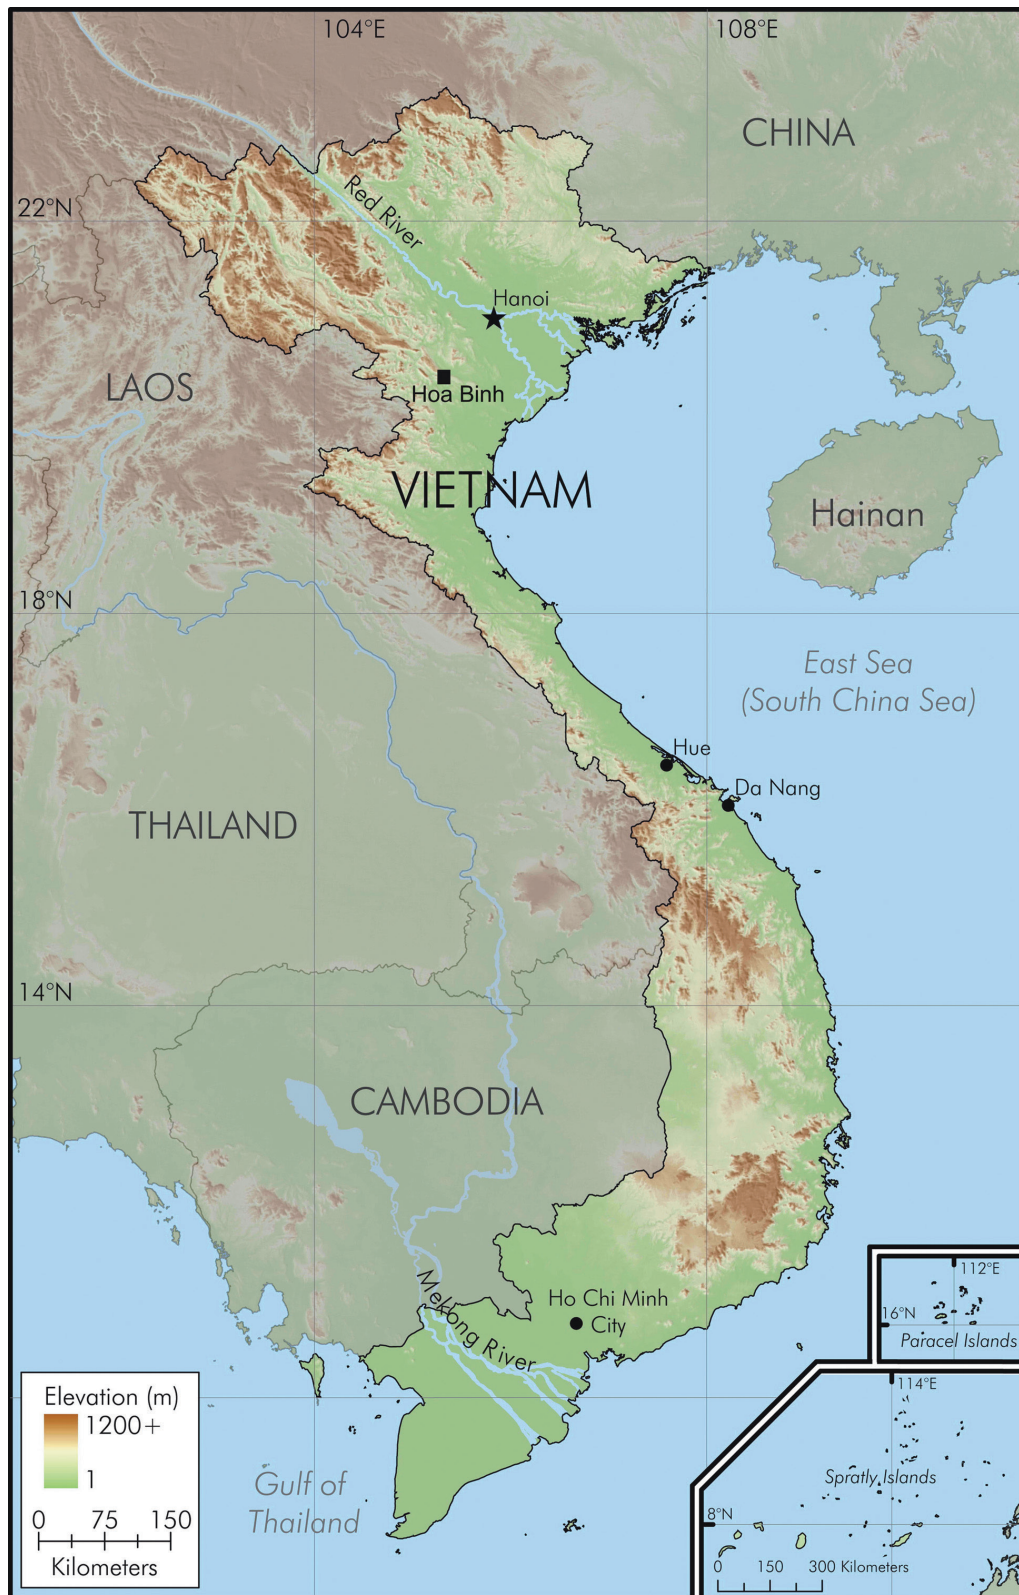 104°E
108°E
CHINA
22°N
Red River
Hanoi
LAOS
Hoa Binh
VIETNAM
Hainan
18°N
East Sea
(South China Sea)
Hue
Da Nang
THAILAND
14°N
CAMBODIA
Mekong River
Ho Chi Minh
City
112°E
16°N
Paracel Islands
114°E
Spratly Islands
8°N
0 150 300 Kilometers
Gulf of
Thailand
Elevation (m)
1200+
1
0 75 150
Kilometers